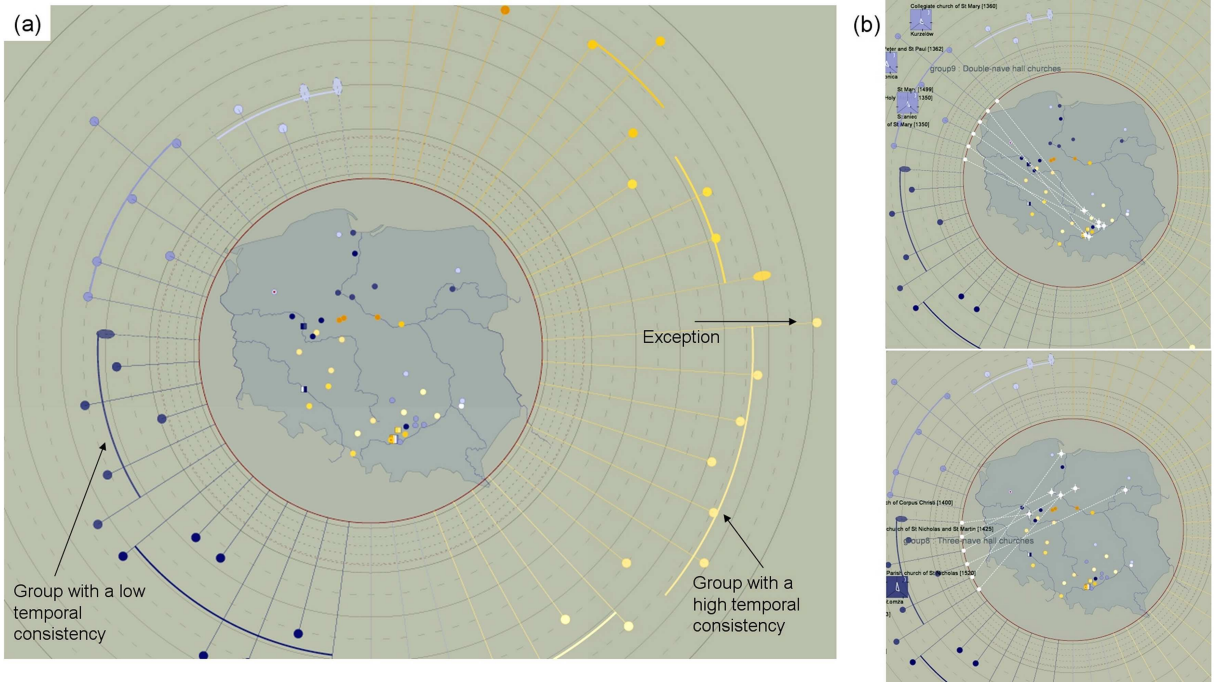 (a)
Exception
Group with a low
temporal
consistency
Group with a
high temporal
consistency
(b)
Collegiate church of St Mary [1360]
Kurzelów
Peter and St Paul [1362]
group9 : Double-nave hall churches
St Mary [1499]
Holy
1350]
of St Mary [1350]
rch of Corpus Christi [1400]
church of St Nicholas and St Martin [1425]
group8 : Three-nave hall churches
Parish church of St Nicholas [1520]
3]